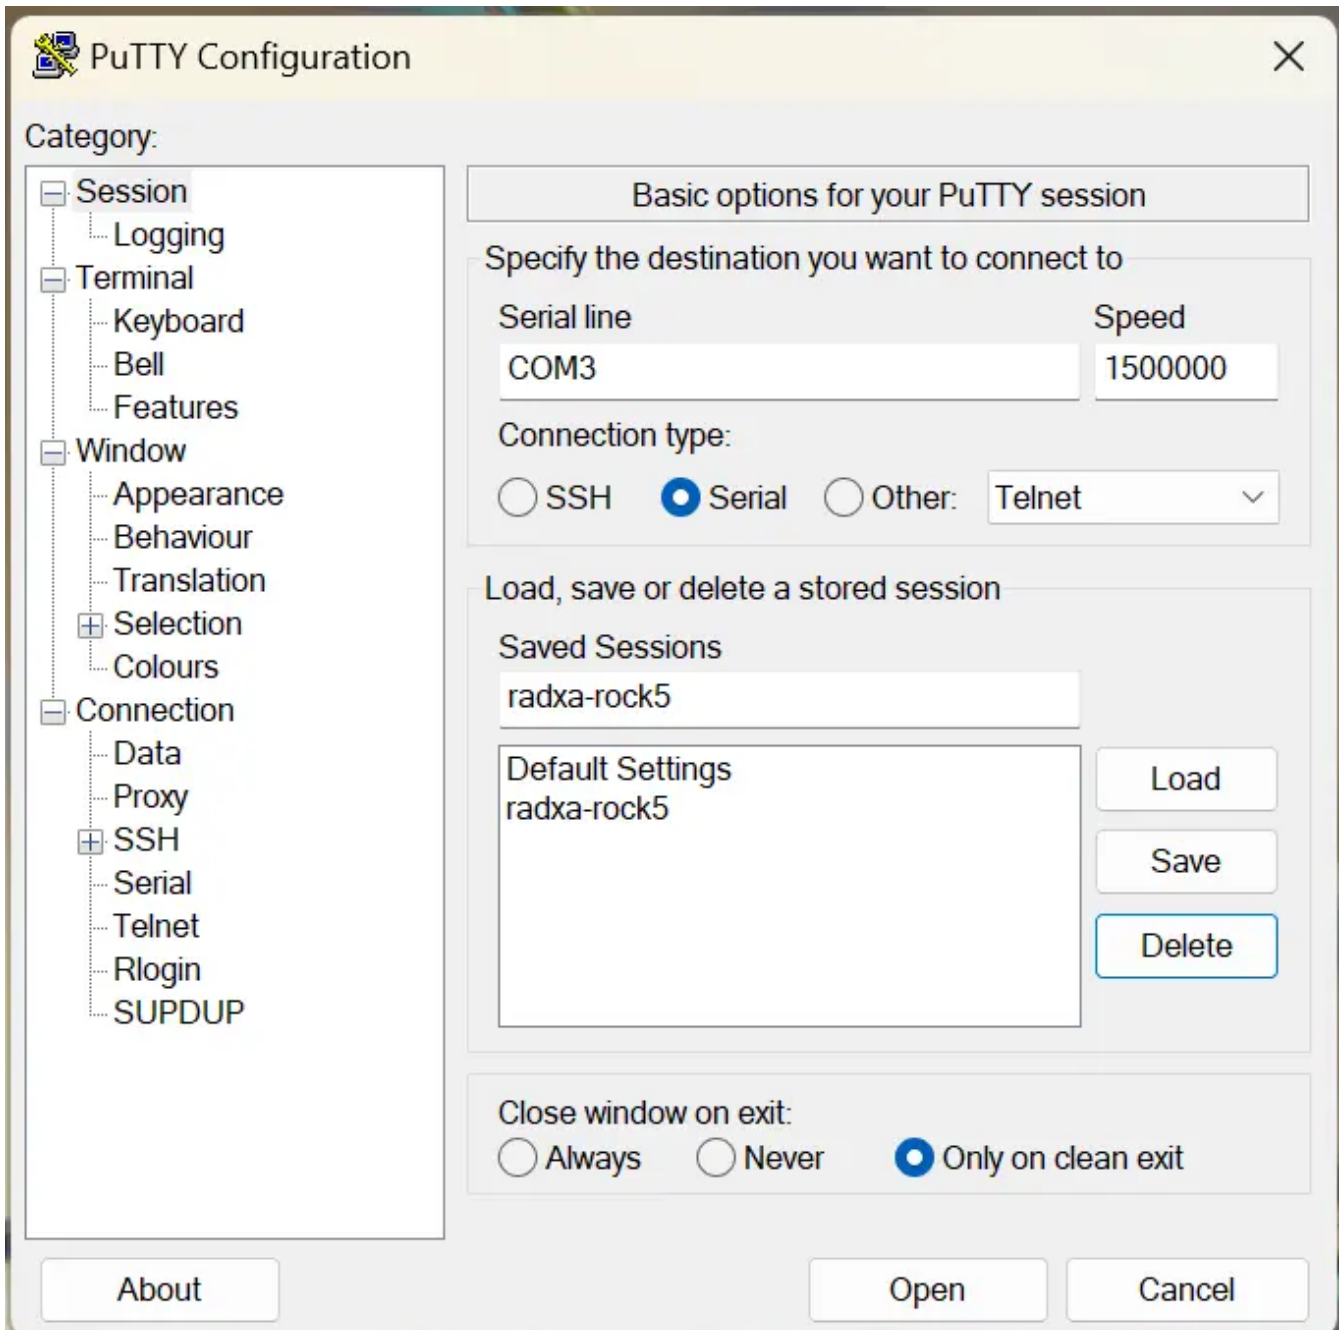 PuTTY Configuration
Category:
Session
Logging
Terminal
Keyboard
Bell
Features
Window
Appearance
Behaviour
Translation
Selection
Colours
Connection
Data
Proxy
SSH
Serial
Telnet
Rlogin
SUPDUP
Basic options for your PuTTY session
Specify the destination you want to connect to
Serial line Speed
COM3 1500000
Connection type:
SSH Serial Other: Telnet
Load, save or delete a stored session
Saved Sessions
radxa-rock5
Default Settings
radxa-rock5
Load
Save
Delete
Close window on exit:
Always Never Only on clean exit
About Open Cancel